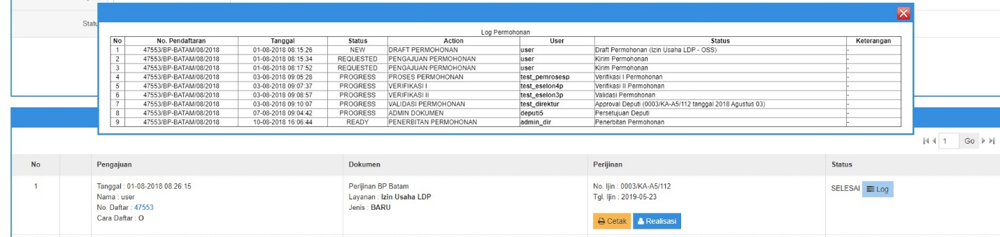 Statu
Log Permohonan
No No. Pendaftaran Tanggal Status Action User Status Keterangan
1 47553/BP-BATAM/08/2018 01-08-2018 08:15:26 NEW DRAFT PERMOHONAN user Draft Permohonan (Izin Usaha LDP - OSS) -
2 47553/BP-BATAM/08/2018 01-08-2018 08:15:34 REQUESTED PENGAJUAN PERMOHONAN user Kirim Permohonan -
3 47553/BP-BATAM/08/2018 01-08-2018 08:17:52 REQUESTED PENGAJUAN PERMOHONAN user Kirim Permohonan -
4 47553/BP-BATAM/08/2018 03-08-2018 09:05:28 PROGRESS PROSES PERMOHONAN test_pemrosesp Verifikasi I Permohonan -
5 47553/BP-BATAM/08/2018 03-08-2018 09:07:37 PROGRESS VERIFIKASI I test_eselon4p Verifikasi II Permohonan -
6 47553/BP-BATAM/08/2018 03-08-2018 09:08:57 PROGRESS VERIFIKASI II test_eselon3p Validasi Permohonan -
7 47553/BP-BATAM/08/2018 03-08-2018 09:10:07 PROGRESS VALIDASI PERMOHONAN test_direktur Approval Deputi (0003/KA-A5/112 tanggal 2018 Agustus 03) -
8 47553/BP-BATAM/08/2018 07-08-2018 09:04:42 PROGRESS ADMIN DOKUMEN deputi5 Persetujuan Deputi -
9 47553/BP-BATAM/08/2018 10-08-2018 16:06:44 READY PENERBITAN PERMOHONAN admin_dir Penerbitan Permohonan -
1 Go
No Pengajuan Dokumen Perijinan Status
1 Tanggal : 01-08-2018 08:26:15 Perijinan BP Batam No. Ijin : 0003/KA-A5/112 SELESAI Log
Nama : user Layanan : Izin Usaha LDP Tgl. Ijin : 2019-05-23
No. Daftar : 47553 Jenis : BARU
Cara Daftar : O Cetak Realisasi